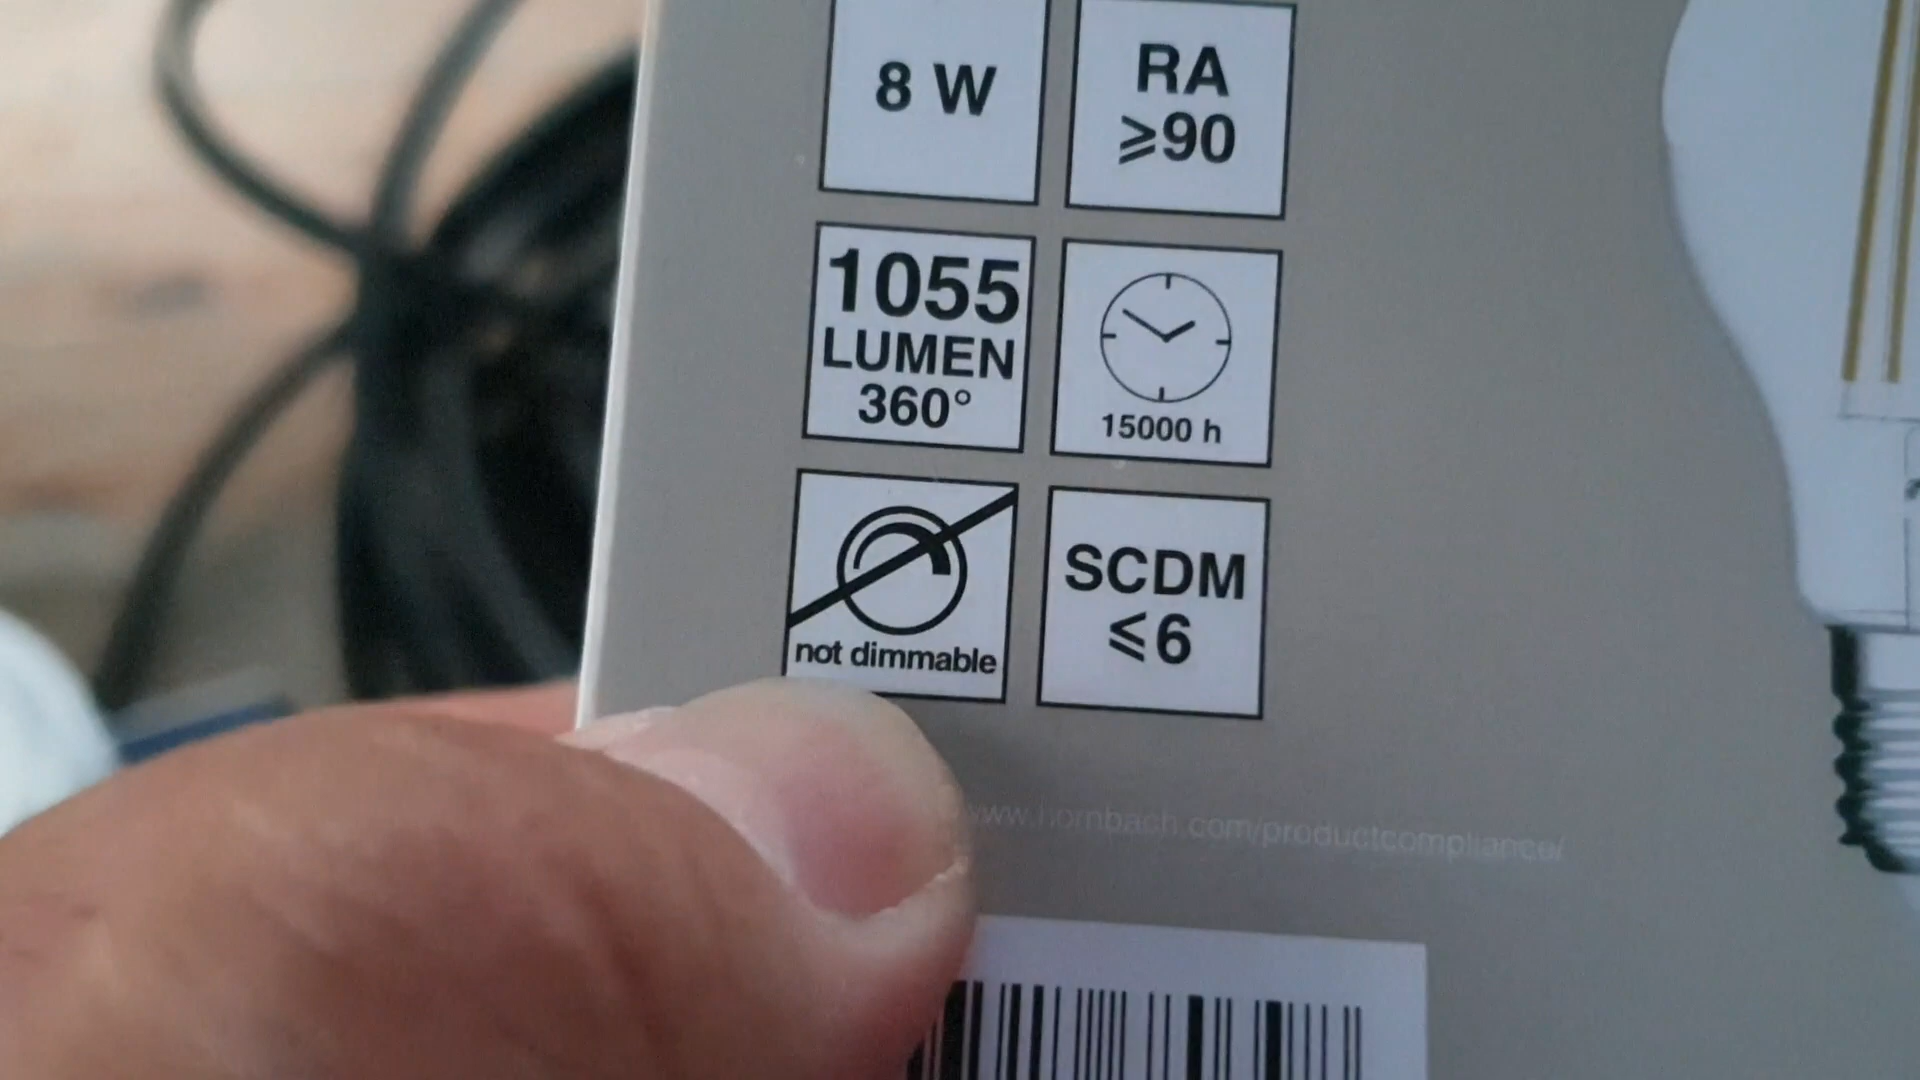 8 W
RA
≥90
1055
LUMEN
360°
15000 h
not dimmable
SCDM
≤6
www.hornbach.com/productcompliance/